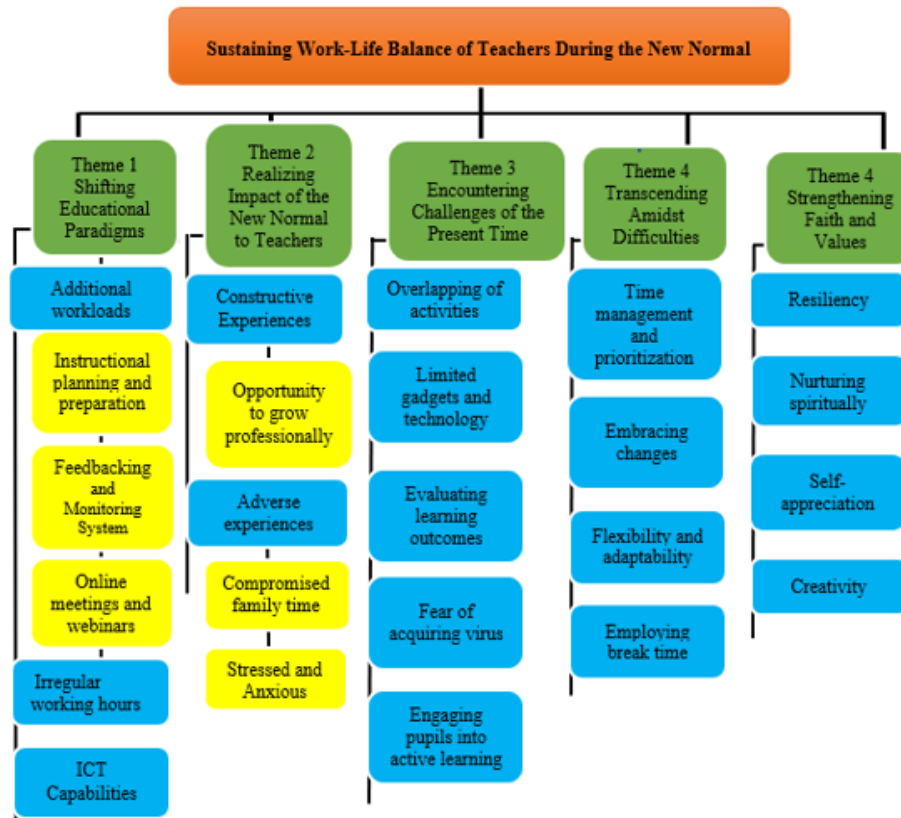 Sustaining Work-Life Balance of Teachers During the New Normal
Theme 1
Shifting
Educational
Paradigms
Additional
workloads
Instructional
planning and
preparation
Feedbacking
and
Monitoring
System
Online
meetings and
webinars
Irregular
working hours
ICT
Capabilities
Theme 2
Realizing
Impact of the
New Normal
to Teachers
Constructive
Experiences
Opportunity
to grow
professionally
Adverse
experiences
Compromised
family time
Stressed and
Anxious
Theme 3
Encountering
Challenges of the
Present Time
Overlapping of
activities
Limited
gadgets and
technology
Evaluating
learning
outcomes
Fear of
acquiring virus
Engaging
pupils into
active learning
Theme 4
Transcending
Amidst
Difficulties
Time
management
and
prioritization
Embracing
changes
Flexibility and
adaptability
Employing
break time
Theme 4
Strengthening
Faith and
Values
Resiliency
Nurturing
spiritually
Self-
appreciation
Creativity